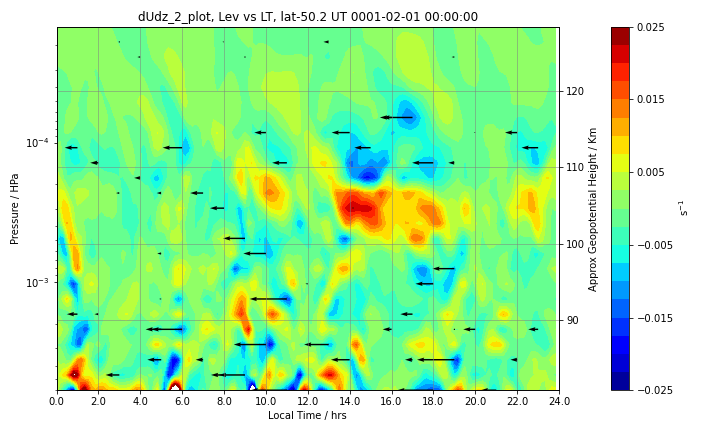 dUdz_2_plot, Lev vs LT, lat-50.2 UT 0001-02-01 00:00:00
Pressure / HPa
10⁻⁴
10⁻³
0.0 2.0 4.0 6.0 8.0 10.0 12.0 14.0 16.0 18.0 20.0 22.0 24.0
Local Time / hrs
120
110
100
90
Approx Geopotential Height / Km
0.025
0.015
0.005
−0.005
−0.015
−0.025
s⁻¹